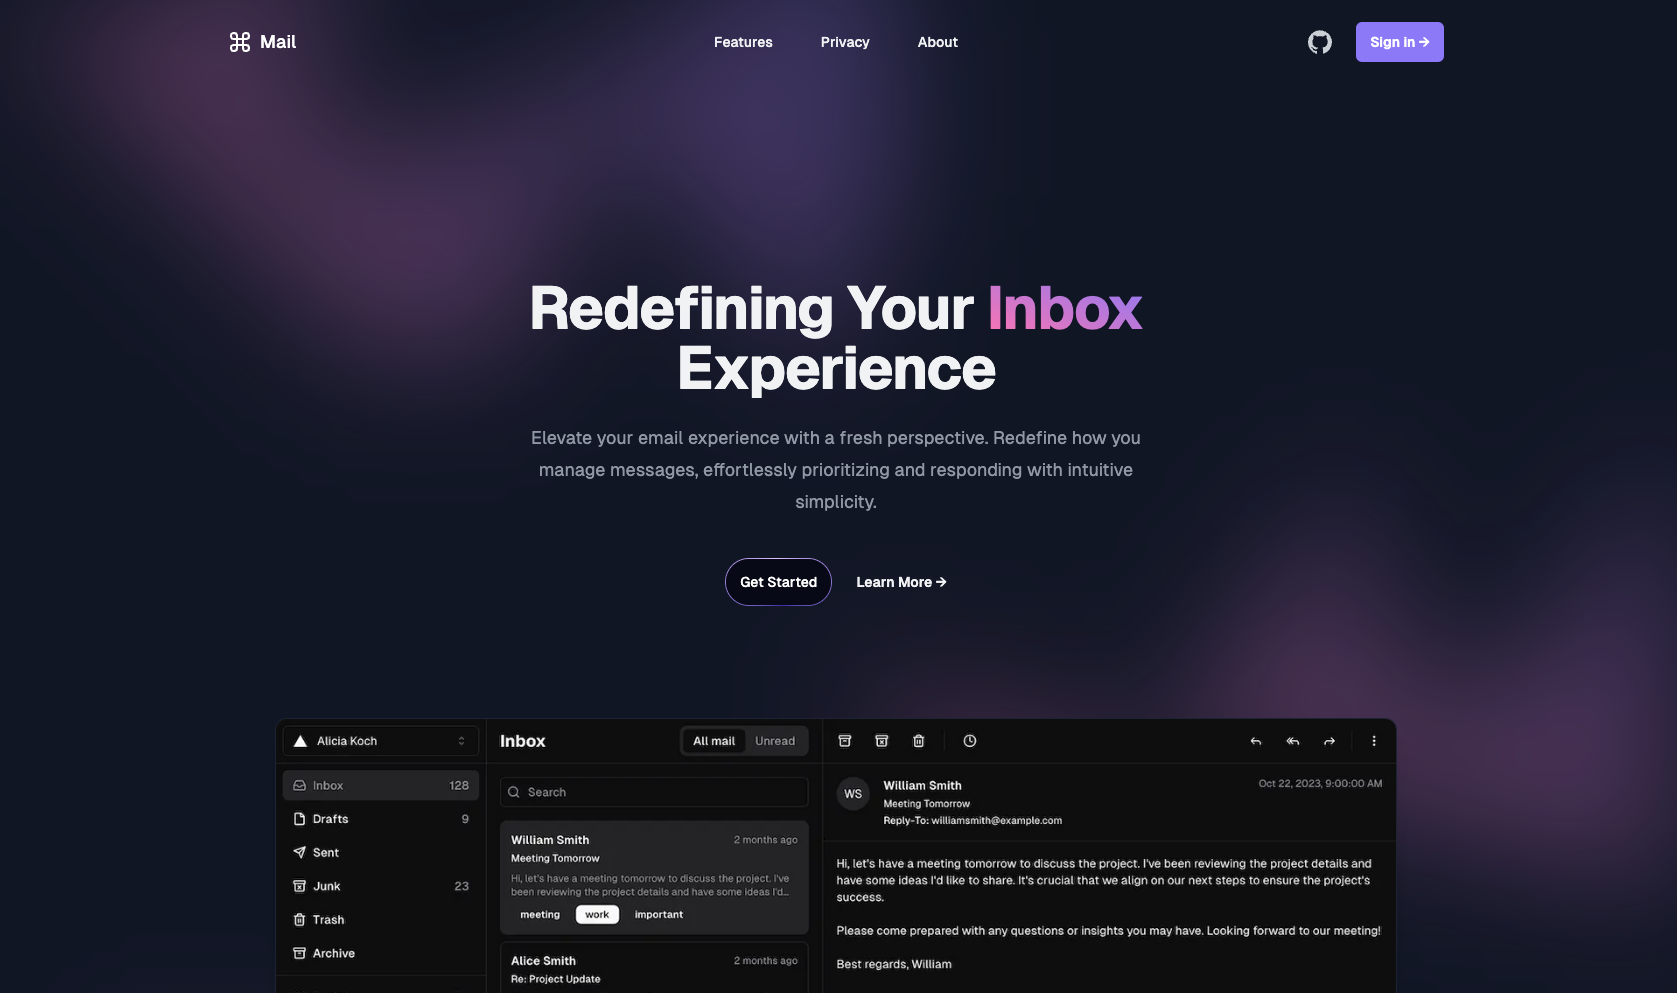 Mail
Features
Privacy
About
Sign in →
Redefining Your Inbox
Experience
Elevate your email experience with a fresh perspective. Redefine how you
manage messages, effortlessly prioritizing and responding with intuitive
simplicity.
Get Started
Learn More →
Alicia Koch
Inbox 128
Drafts 9
Sent
Junk 23
Trash
Archive
Inbox
All mail
Unread
Search
William Smith 2 months ago
Meeting Tomorrow
Hi, let's have a meeting tomorrow to discuss the project. I've
been reviewing the project details and have some ideas I'd...
meeting work important
Alice Smith 2 months ago
Re: Project Update
WS
William Smith Oct 22, 2023, 9:00:00 AM
Meeting Tomorrow
Reply-To: williamsmith@example.com
Hi, let's have a meeting tomorrow to discuss the project. I've been reviewing the project details and
have some ideas I'd like to share. It's crucial that we align on our next steps to ensure the project's
success.
Please come prepared with any questions or insights you may have. Looking forward to our meeting!
Best regards, William